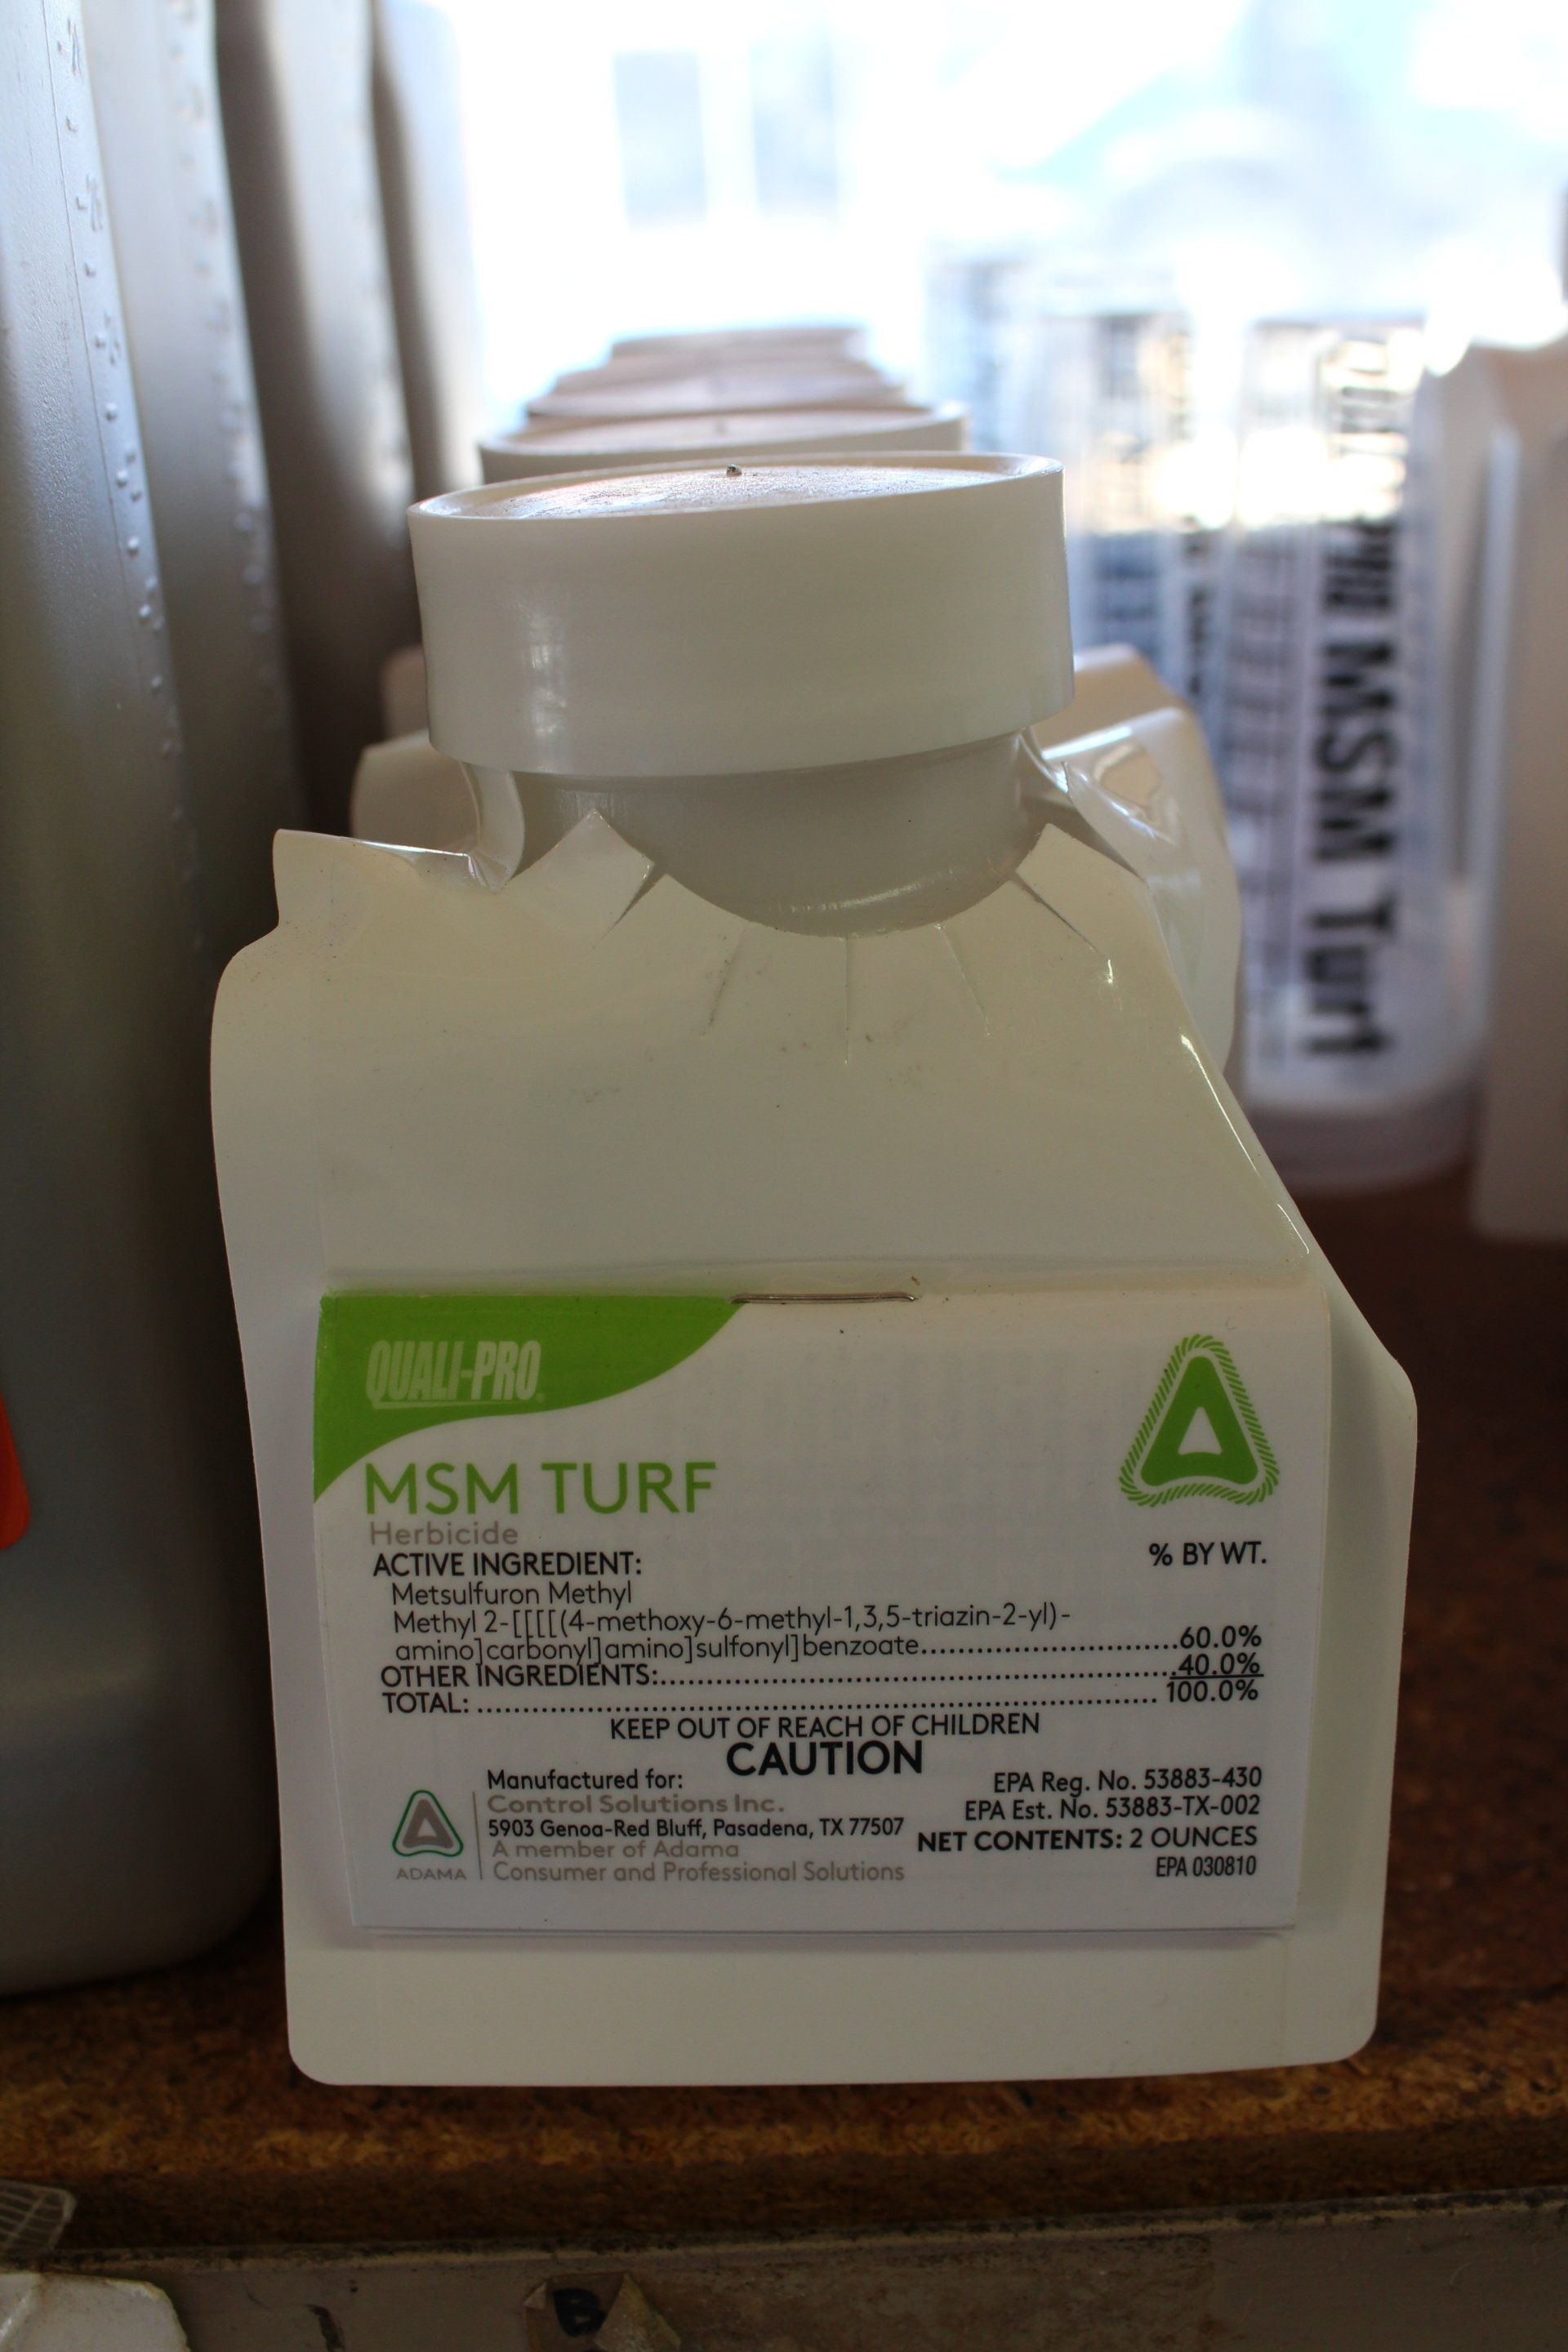 PRO MSM Turf
QUALI-PRO
MSM TURF
Herbicide
ACTIVE INGREDIENT:
% BY WT.
Metsulfuron Methyl
Methyl 2-[[[[(4-methoxy-6-methyl-1,3,5-triazin-2-yl)-
amino]carbonyl]amino]sulfonyl]benzoate..............................60.0%
OTHER INGREDIENTS:............................................................40.0%
TOTAL: ................................................................................ 100.0%
KEEP OUT OF REACH OF CHILDREN
CAUTION
Manufactured for:
Control Solutions Inc.
5903 Genoa-Red Bluff, Pasadena, TX 77507
A member of Adama
Consumer and Professional Solutions
ADAMA
EPA Reg. No. 53883-430
EPA Est. No. 53883-TX-002
NET CONTENTS: 2 OUNCES
EPA 030810
B